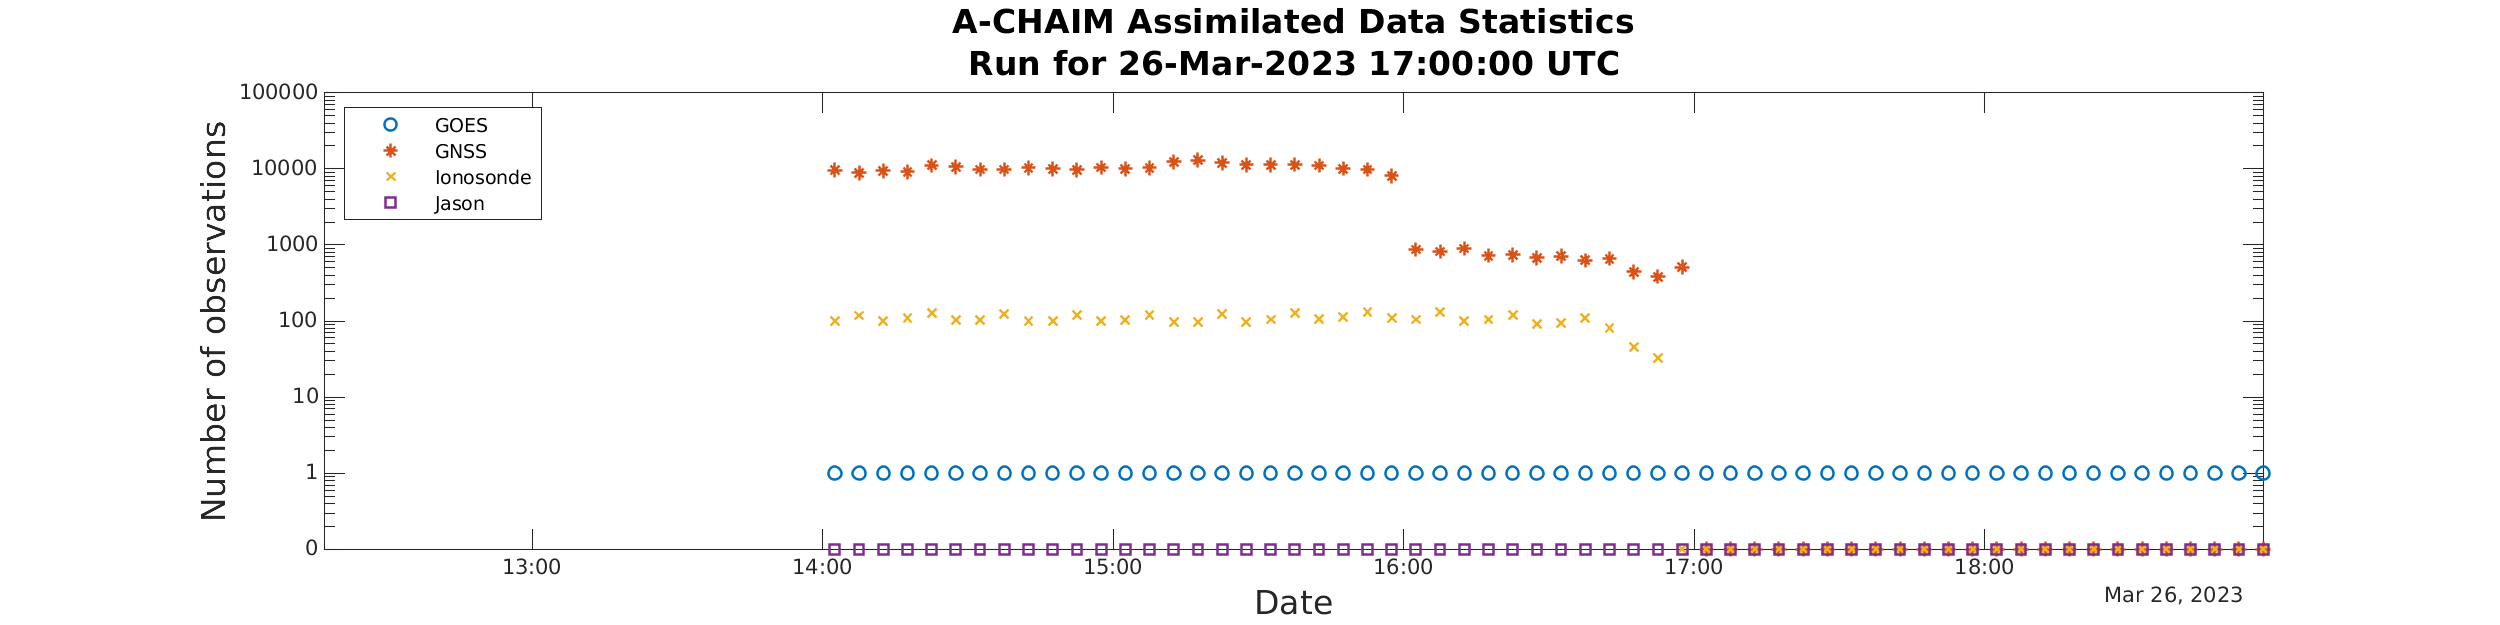 A-CHAIM Assimilated Data Statistics
Run for 26-Mar-2023 17:00:00 UTC
100000
10000
1000
100
10
1
0
Number of observations
GOES
GNSS
Ionosonde
Jason
13:00 14:00 15:00 16:00 17:00 18:00
Date
Mar 26, 2023